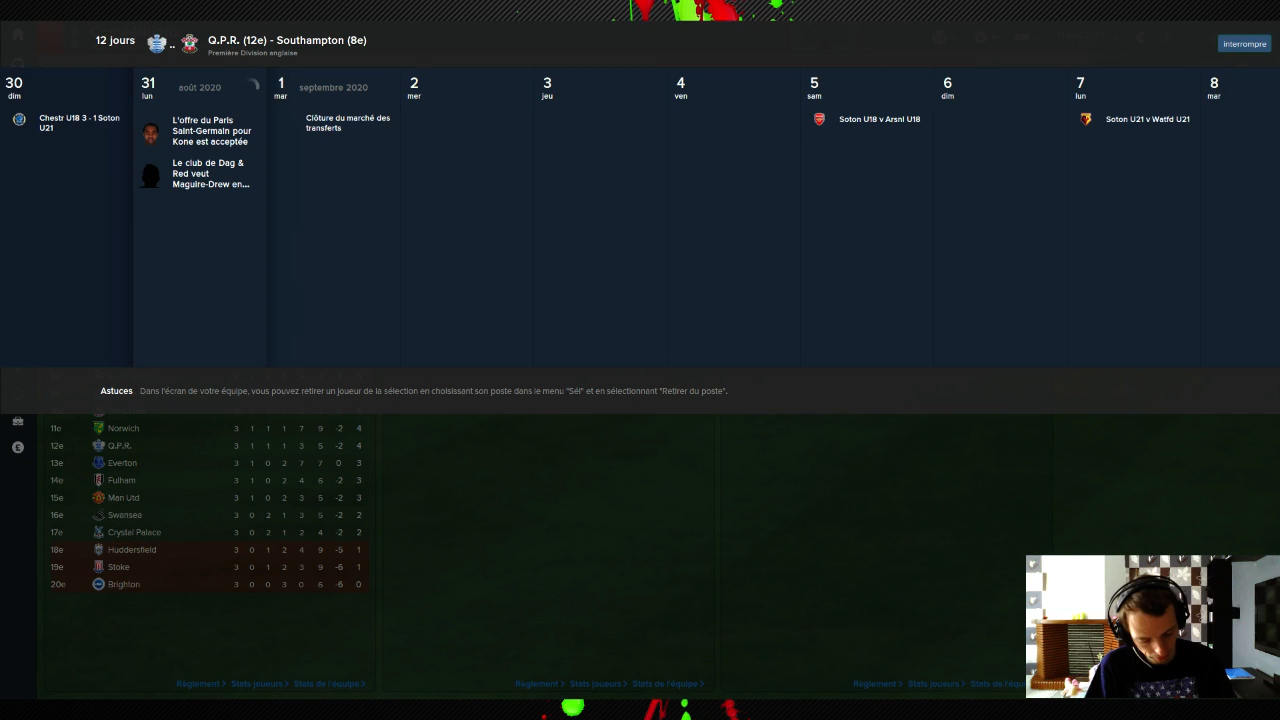 12 jours
Q.P.R. (12e) - Southampton (8e)
Première Division anglaise
interrompre
30
dim
31
lun
août 2020
1
mar
septembre 2020
2
mer
3
jeu
4
ven
5
sam
6
dim
7
lun
8
mar
Chestr U18 3 - 1 Soton
U21
L'offre du Paris
Saint-Germain pour
Kone est acceptée
Le club de Dag &
Red veut
Maguire-Drew en...
Clôture du marché des
transferts
Soton U18 v Arsnl U18
Soton U21 v Watfd U21
Astuces Dans l'écran de votre équipe, vous pouvez retirer un joueur de la sélection en choisissant son poste dans le menu "Sél" et en sélectionnant "Retirer du poste".
11e Norwich 3 1 1 1 7 9 -2 4
12e Q.P.R. 3 1 1 1 3 5 -2 4
13e Everton 3 1 0 2 7 7 0 3
14e Fulham 3 1 0 2 4 6 -2 3
15e Man Utd 3 1 0 2 3 5 -2 3
16e Swansea 3 0 2 1 3 5 -2 2
17e Crystal Palace 3 0 2 1 2 4 -2 2
18e Huddersfield 3 0 1 2 4 9 -5 1
19e Stoke 3 0 1 2 3 9 -6 1
20e Brighton 3 0 0 3 0 6 -6 0
Règlement > Stats joueurs > Stats de l'équipe >
Règlement > Stats joueurs > Stats de l'équipe >
Règlement > Stats joueurs > Stats de l'équ